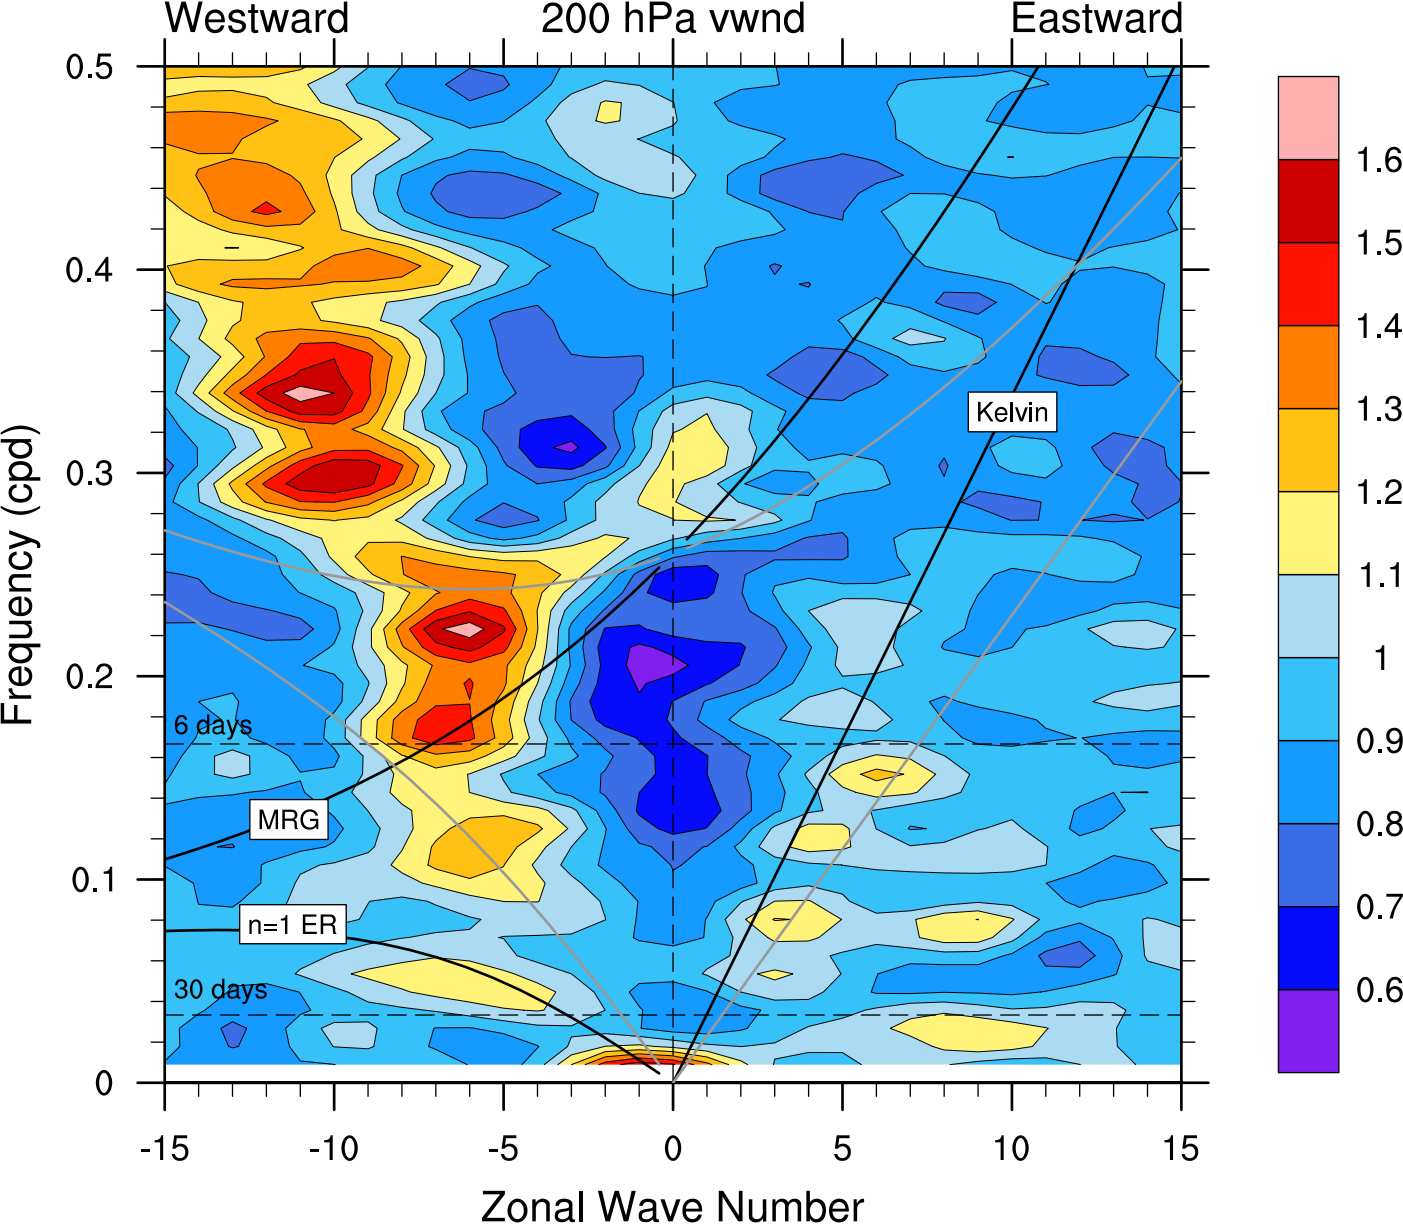 Westward 200 hPa vwnd Eastward
0.5
0.4
0.3
0.2
0.1
0
Frequency (cpd)
Kelvin
6 days
MRG
n=1 ER
30 days
-15 -10 -5 0 5 10 15
Zonal Wave Number
1.6
1.5
1.4
1.3
1.2
1.1
1
0.9
0.8
0.7
0.6